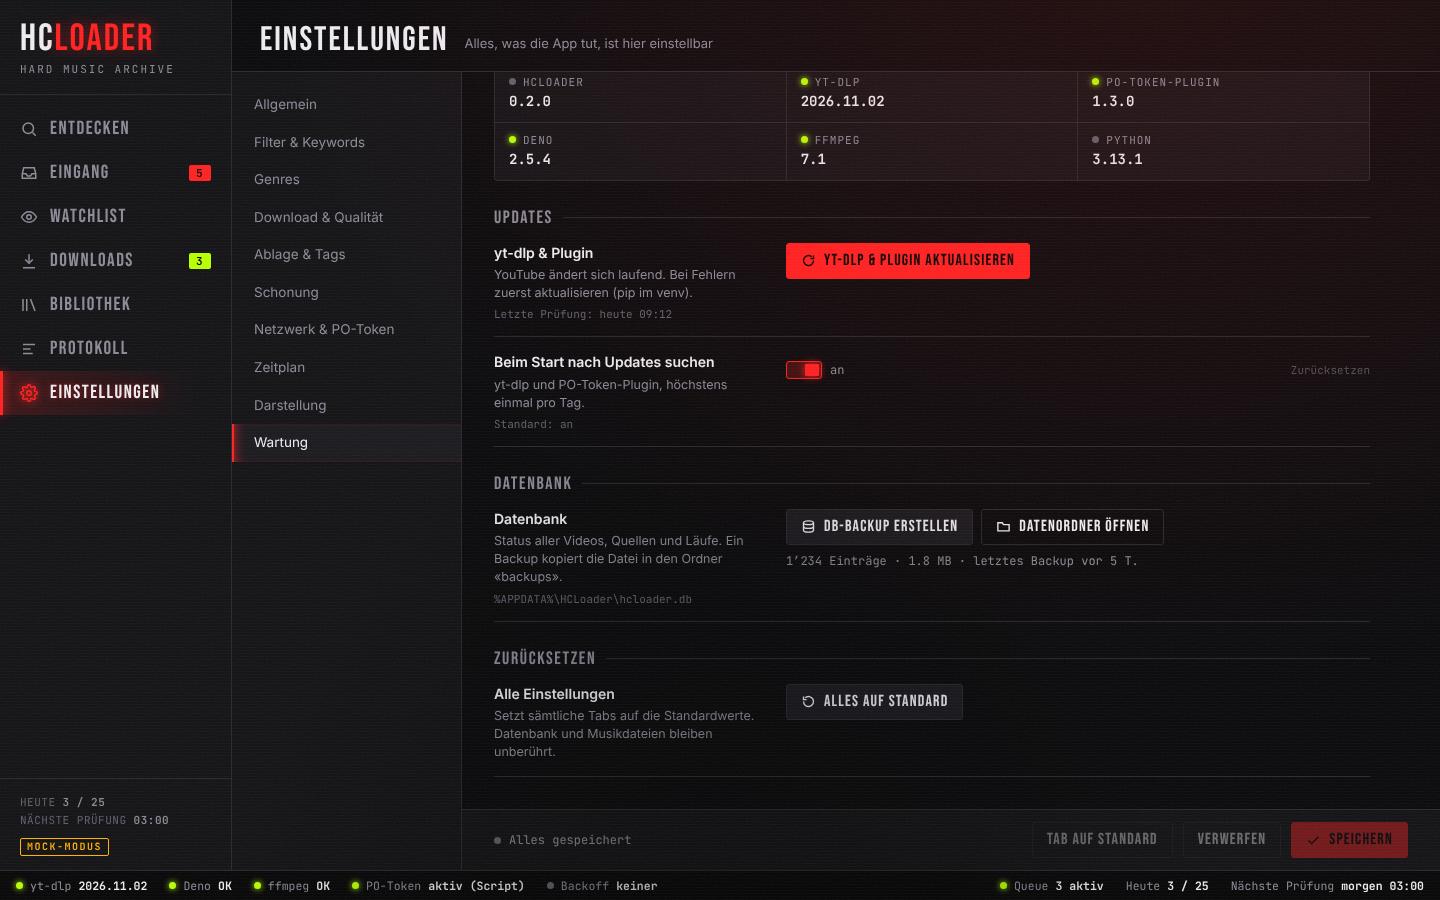 HCLOADER
HARD MUSIC ARCHIVE
ENTDECKEN
EINGANG 5
WATCHLIST
DOWNLOADS 3
BIBLIOTHEK
PROTOKOLL
EINSTELLUNGEN
HEUTE 3 / 25
NÄCHSTE PRÜFUNG 03:00
MOCK-MODUS
EINSTELLUNGEN Alles, was die App tut, ist hier einstellbar
Allgemein
Filter & Keywords
Genres
Download & Qualität
Ablage & Tags
Schonung
Netzwerk & PO-Token
Zeitplan
Darstellung
Wartung
HCLOADER
0.2.0
YT-DLP
2026.11.02
PO-TOKEN-PLUGIN
1.3.0
DENO
2.5.4
FFMPEG
7.1
PYTHON
3.13.1
UPDATES
yt-dlp & Plugin
YouTube ändert sich laufend. Bei Fehlern
zuerst aktualisieren (pip im venv).
Letzte Prüfung: heute 09:12
YT-DLP & PLUGIN AKTUALISIEREN
Beim Start nach Updates suchen
yt-dlp und PO-Token-Plugin, höchstens
einmal pro Tag.
Standard: an
an
Zurücksetzen
DATENBANK
Datenbank
Status aller Videos, Quellen und Läufe. Ein
Backup kopiert die Datei in den Ordner
«backups».
%APPDATA%\HCLoader\hcloader.db
DB-BACKUP ERSTELLEN
DATENORDNER ÖFFNEN
1’234 Einträge · 1.8 MB · letztes Backup vor 5 T.
ZURÜCKSETZEN
Alle Einstellungen
Setzt sämtliche Tabs auf die Standardwerte.
Datenbank und Musikdateien bleiben
unberührt.
ALLES AUF STANDARD
Alles gespeichert
TAB AUF STANDARD
VERWERFEN
SPEICHERN
yt-dlp 2026.11.02 Deno OK ffmpeg OK PO-Token aktiv (Script) Backoff keiner Queue 3 aktiv Heute 3 / 25 Nächste Prüfung morgen 03:00